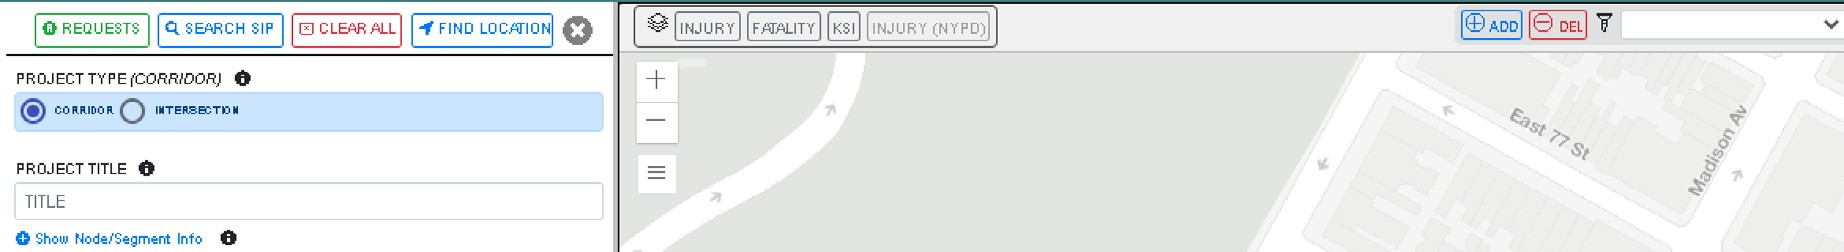 REQUESTS SEARCH SIP CLEAR ALL FIND LOCATION
PROJECT TYPE (CORRIDOR)
CORRIDOR INTERSECTION
PROJECT TITLE
TITLE
Show Node/Segment Info
INJURY FATALITY KSI INJURY (NYPD)
ADD DEL
East 77 St
Madison Av